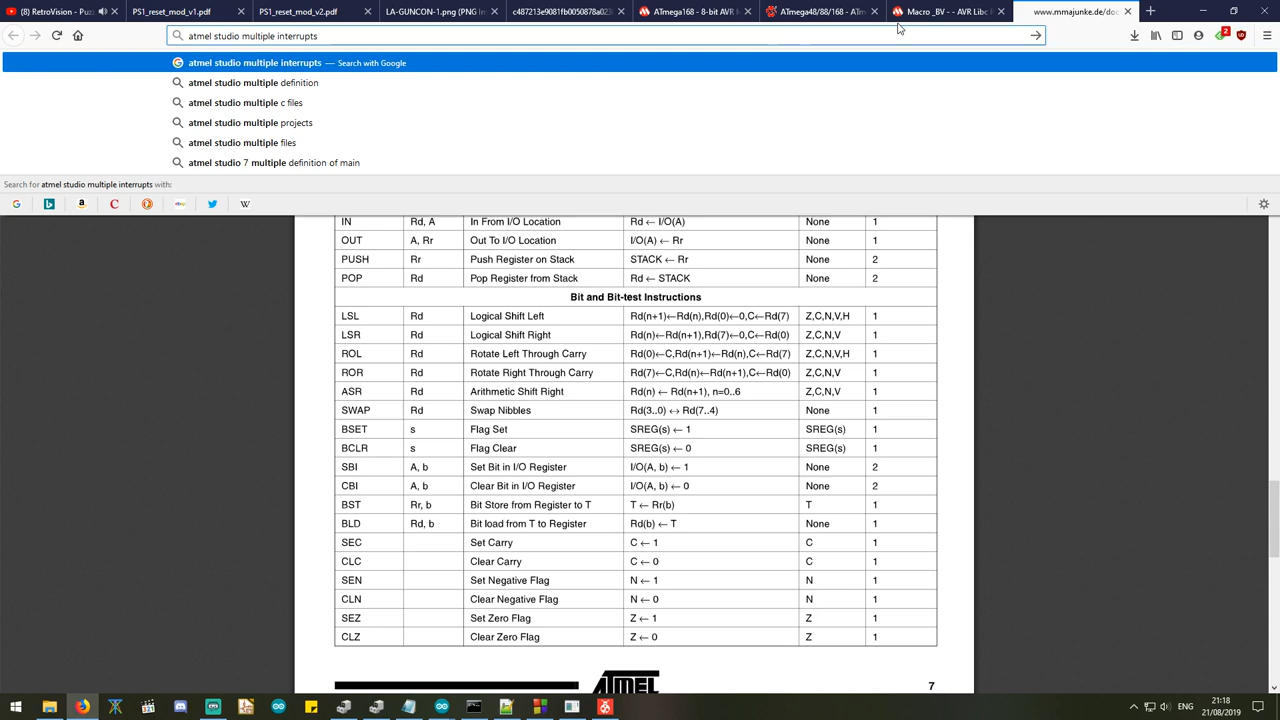 (8) RetroVision - Puzz
PS1_reset_mod_v1.pdf
PS1_reset_mod_v2.pdf
LA-GUNCON-1.png (PNG Im
c487213e9081fb0050878a023
ATmega168 - 8-bit AVR M
ATmega48/88/168 - ATm
Macro _BV - - AVR Libc
www.mmajunke.de/doc
atmel studio multiple interrupts
2
atmel studio multiple interrupts — Search with Google
atmel studio multiple definition
atmel studio multiple c files
atmel studio multiple projects
atmel studio multiple files
atmel studio 7 multiple definition of main
Search for atmel studio multiple interrupts with:
IN Rd, A In From I/O Location Rd ← I/O(A) None 1
OUT A, Rr Out To I/O Location I/O(A) ← Rr None 1
PUSH Rr Push Register on Stack STACK ← Rr None 2
POP Rd Pop Register from Stack Rd ← STACK None 2
Bit and Bit-test Instructions
LSL Rd Logical Shift Left Rd(n+1)←Rd(n),Rd(0)←0,C←Rd(7) Z,C,N,V,H 1
LSR Rd Logical Shift Right Rd(n)←Rd(n+1),Rd(7)←0,C←Rd(0) Z,C,N,V 1
ROL Rd Rotate Left Through Carry Rd(0)←C,Rd(n+1)←Rd(n),C←Rd(7) Z,C,N,V,H 1
ROR Rd Rotate Right Through Carry Rd(7)←C,Rd(n)←Rd(n+1),C←Rd(0) Z,C,N,V 1
ASR Rd Arithmetic Shift Right Rd(n) ← Rd(n+1), n=0..6 Z,C,N,V 1
SWAP Rd Swap Nibbles Rd(3..0) ↔ Rd(7..4) None 1
BSET s Flag Set SREG(s) ← 1 SREG(s) 1
BCLR s Flag Clear SREG(s) ← 0 SREG(s) 1
SBI A, b Set Bit in I/O Register I/O(A, b) ← 1 None 2
CBI A, b Clear Bit in I/O Register I/O(A, b) ← 0 None 2
BST Rr, b Bit Store from Register to T T ← Rr(b) T 1
BLD Rd, b Bit load from T to Register Rd(b) ← T None 1
SEC Set Carry C ← 1 C 1
CLC Clear Carry C ← 0 C 1
SEN Set Negative Flag N ← 1 N 1
CLN Clear Negative Flag N ← 0 N 1
SEZ Set Zero Flag Z ← 1 Z 1
CLZ Clear Zero Flag Z ← 0 Z 1
ATMEL
7
ENG
21:18
21/08/2019